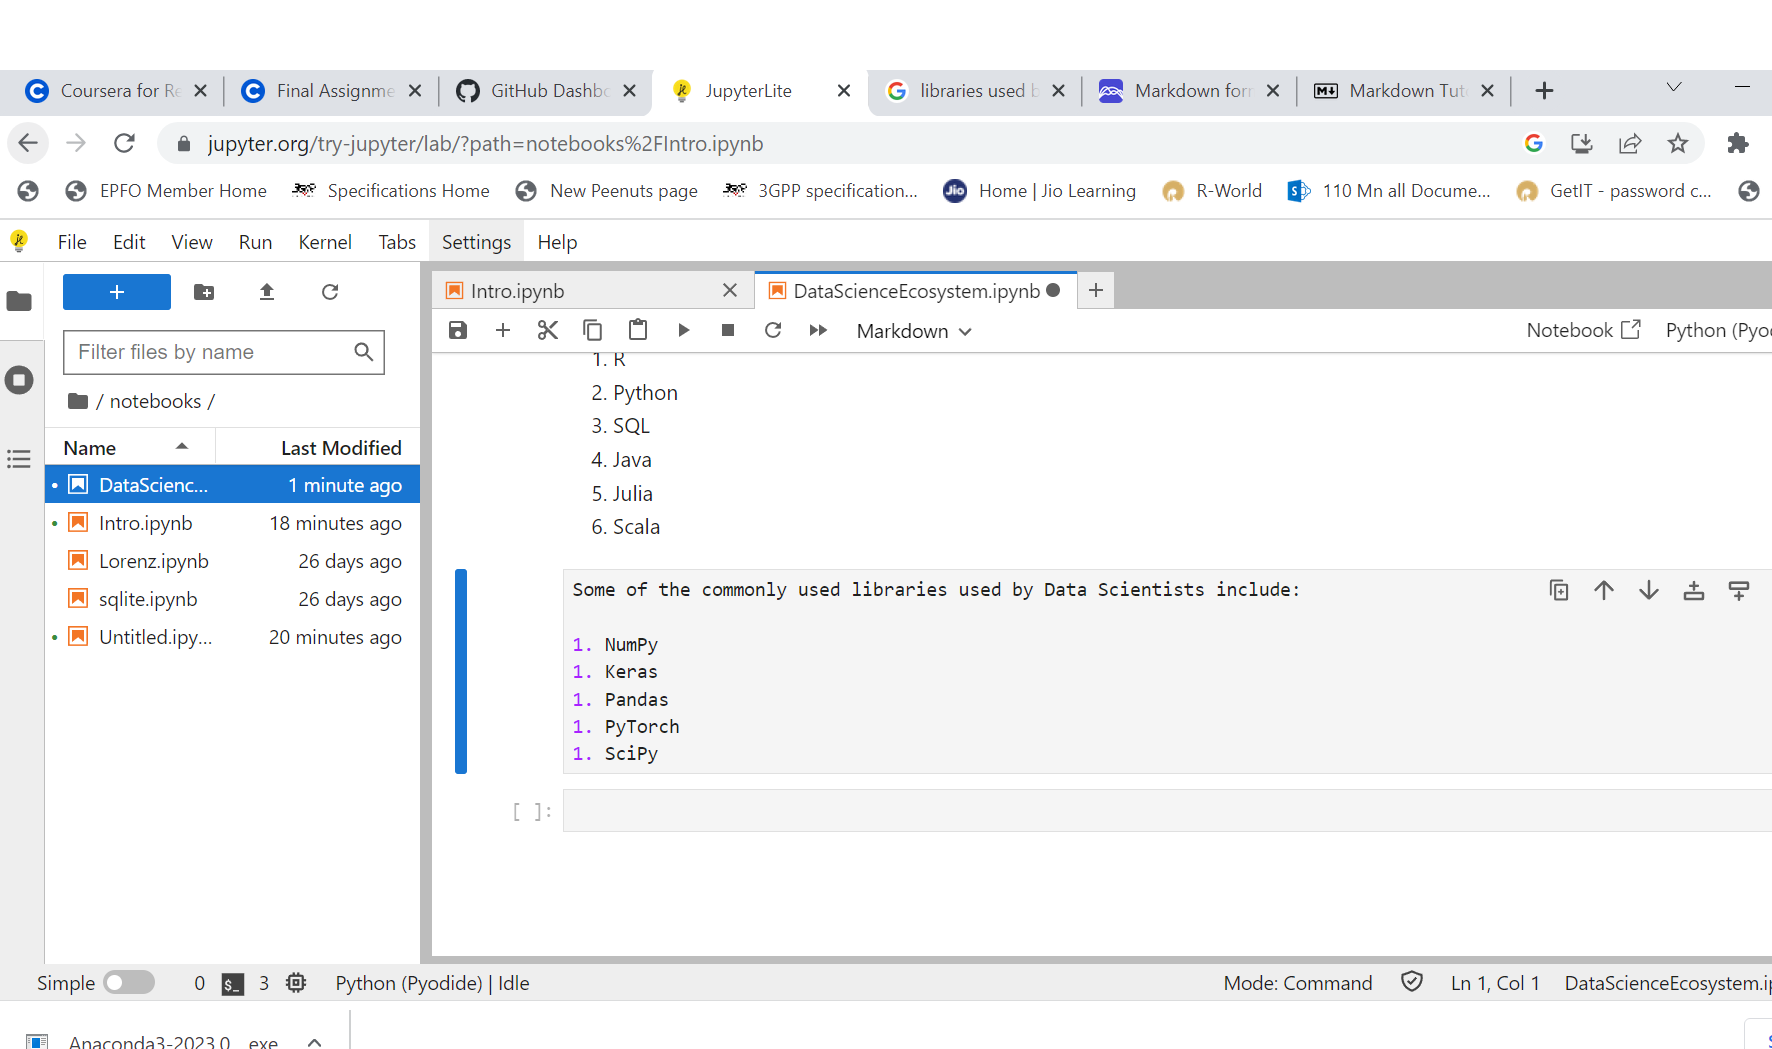 Coursera for Re
Final Assignme
GitHub Dashbo
JupyterLite
libraries used b
Markdown for
Markdown Tut
jupyter.org/try-jupyter/lab/?path=notebooks%2FIntro.ipynb
EPFO Member Home
Specifications Home
New Peenuts page
3GPP specification...
Jio
Home | Jio Learning
R-World
110 Mn all Docume...
GetIT - password c...
File Edit View Run Kernel Tabs Settings Help
+
Filter files by name
/ notebooks /
Name Last Modified
DataScienc... 1 minute ago
Intro.ipynb 18 minutes ago
Lorenz.ipynb 26 days ago
sqlite.ipynb 26 days ago
Untitled.ipy... 20 minutes ago
Intro.ipynb
DataScienceEcosystem.ipynb
Markdown
Notebook
Python (Pyod
1. R
2. Python
3. SQL
4. Java
5. Julia
6. Scala
Some of the commonly used libraries used by Data Scientists include:
1. NumPy
1. Keras
1. Pandas
1. PyTorch
1. SciPy
[ ]:
Simple 0 $_ 3 Python (Pyodide) | Idle
Mode: Command Ln 1, Col 1 DataScienceEcosystem.ip
Anaconda3-2023.0....exe